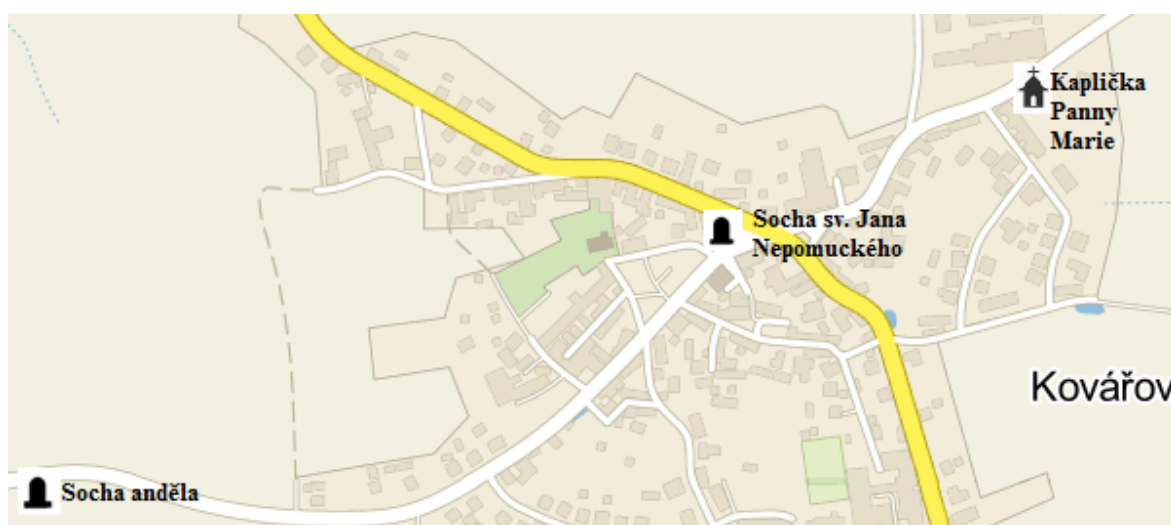 Kaplička
Panny
Marie
Socha sv. Jana
Nepomuckého
Kovářov
Socha anděla